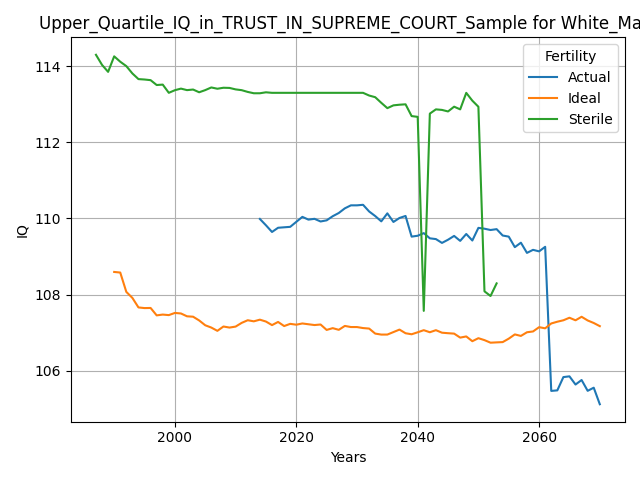 Upper_Quartile_IQ_in_TRUST_IN_SUPREME_COURT_Sample for White_Ma
Fertility
Actual
Ideal
Sterile
IQ
114
112
110
108
106
2000
2020
2040
2060
Years